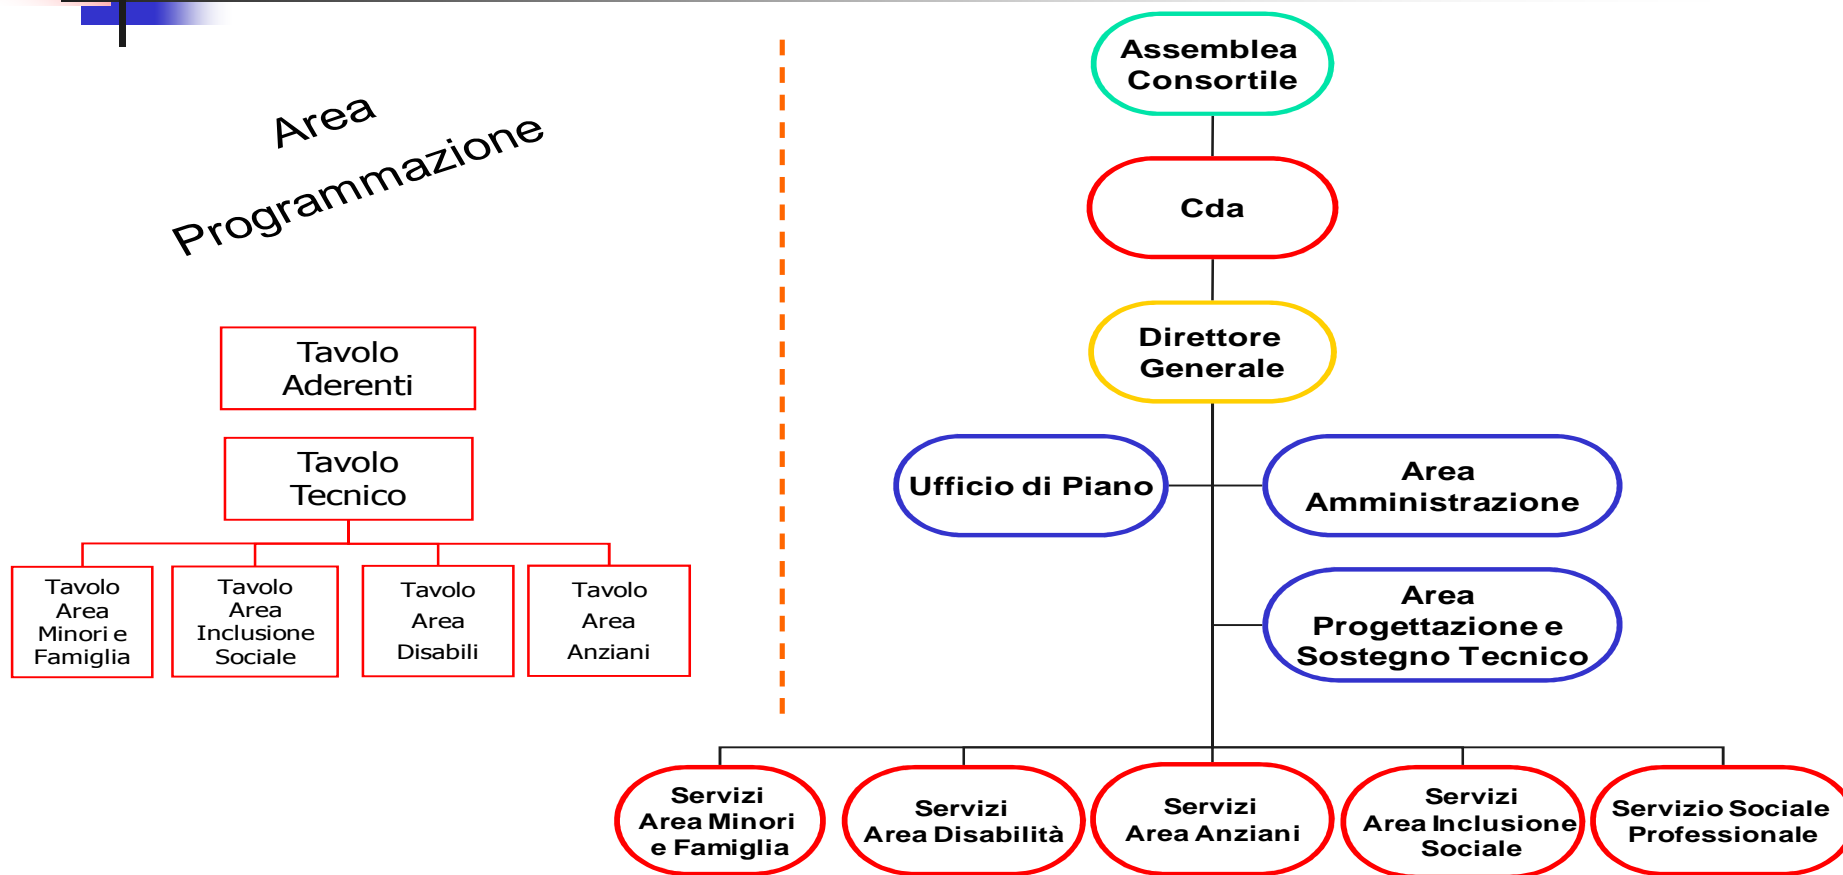 Area
Programmazione
Tavolo
Aderenti
Tavolo
Tecnico
Tavolo
Area
Minori e
Famiglia
Tavolo
Area
Inclusione
Sociale
Tavolo
Area
Disabili
Tavolo
Area
Anziani
Assemblea
Consortile
Cda
Direttore
Generale
Ufficio di Piano
Area
Amministrazione
Area
Progettazione e
Sostegno Tecnico
Servizi
Area Minori
e Famiglia
Servizi
Area Disabilità
Servizi
Area Anziani
Servizi
Area Inclusione
Sociale
Servizio Sociale
Professionale